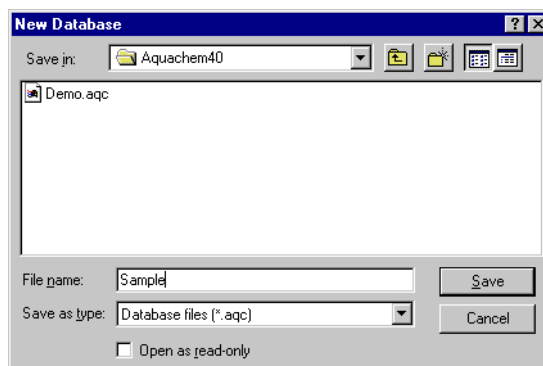 New Database
Save in: Aquachem40
Demo.aqc
File name: Sample Save
Save as type: Database files (*.aqc) Cancel
Open as read-only